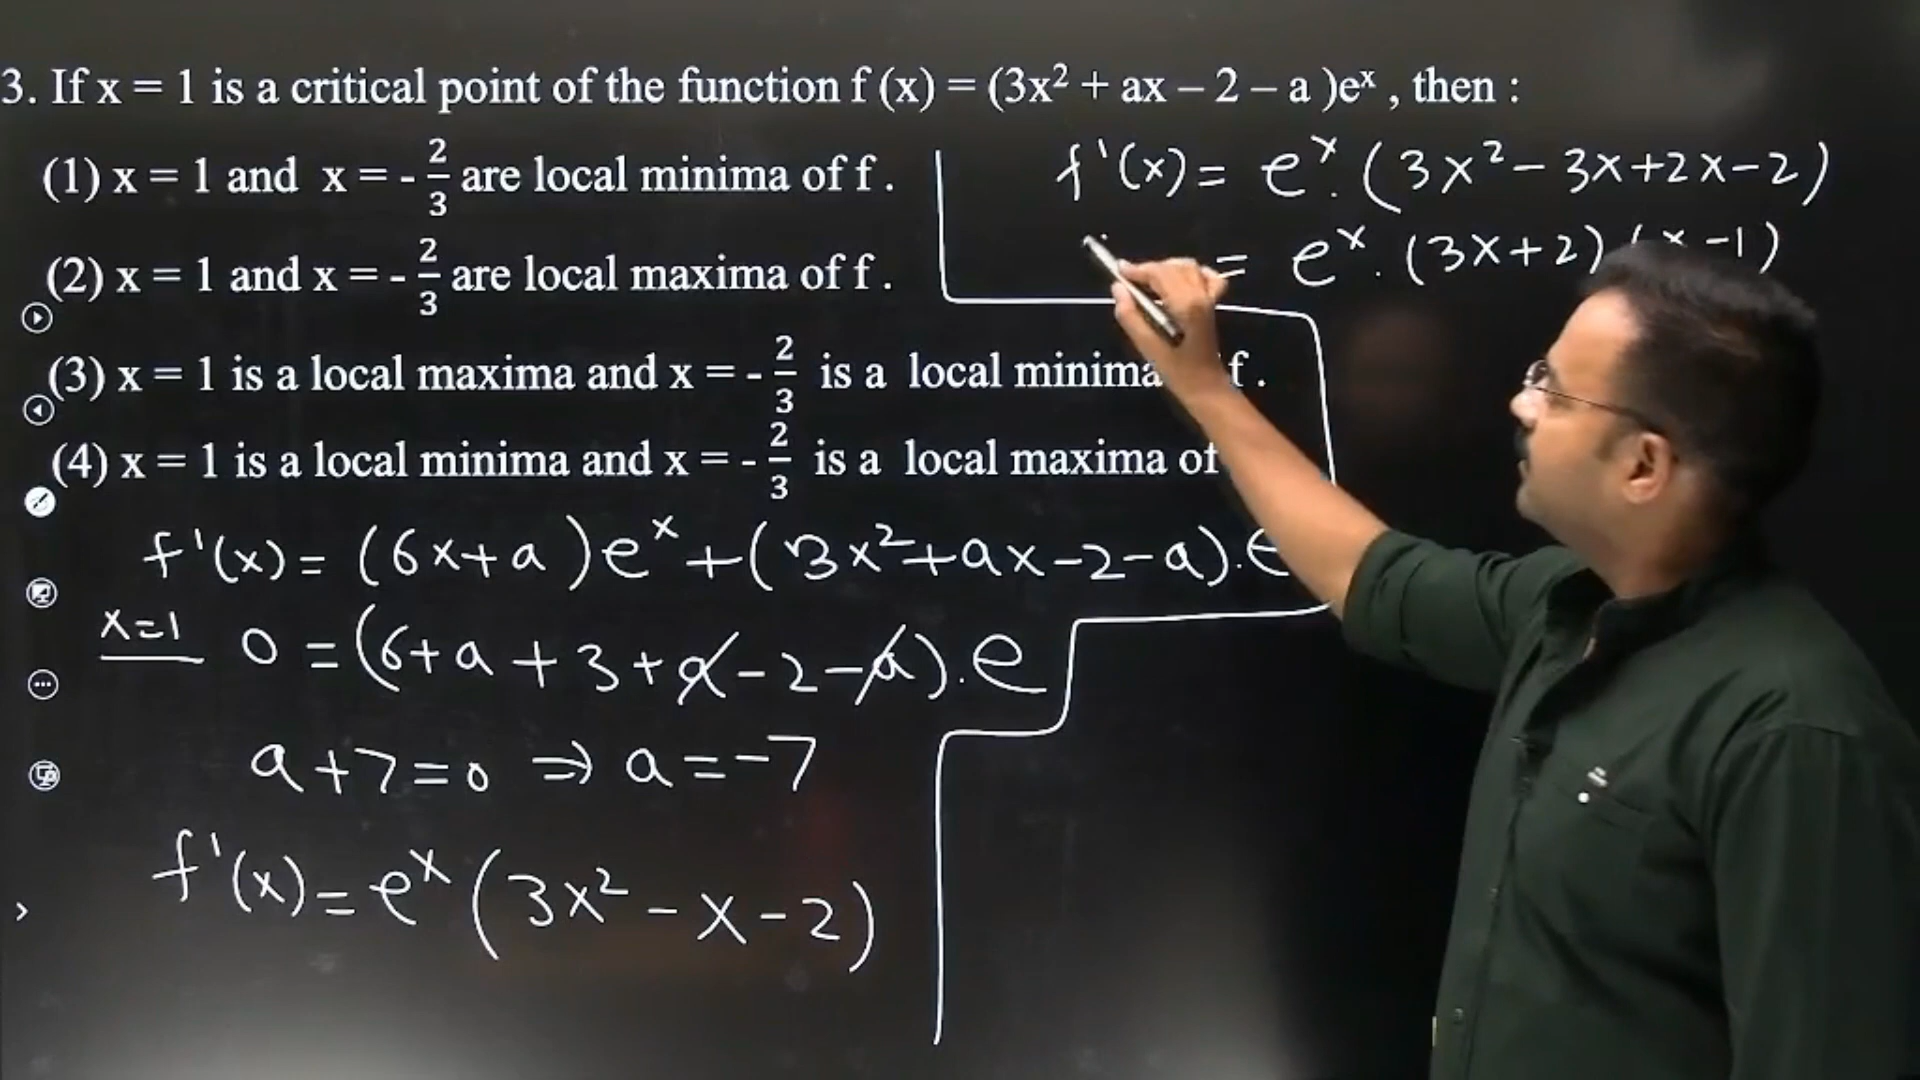 3. If x = 1 is a critical point of the function f (x) = (3x² + ax – 2 – a )eˣ , then :
(1) x = 1 and x = - 2/3 are local minima of f .
(2) x = 1 and x = - 2/3 are local maxima of f .
(3) x = 1 is a local maxima and x = - 2/3 is a local minima f .
(4) x = 1 is a local minima and x = - 2/3 is a local maxima of
f'(x) = (6x+a)eˣ + (3x²+ax-2-a).e
x=1 0 = (6+a+3+a-2-a).e
a+7=0 ⇒ a=-7
f'(x) = eˣ (3x² - x - 2)
f'(x) = eˣ. (3x² - 3x + 2x - 2)
= eˣ. (3x+2) (x-1)